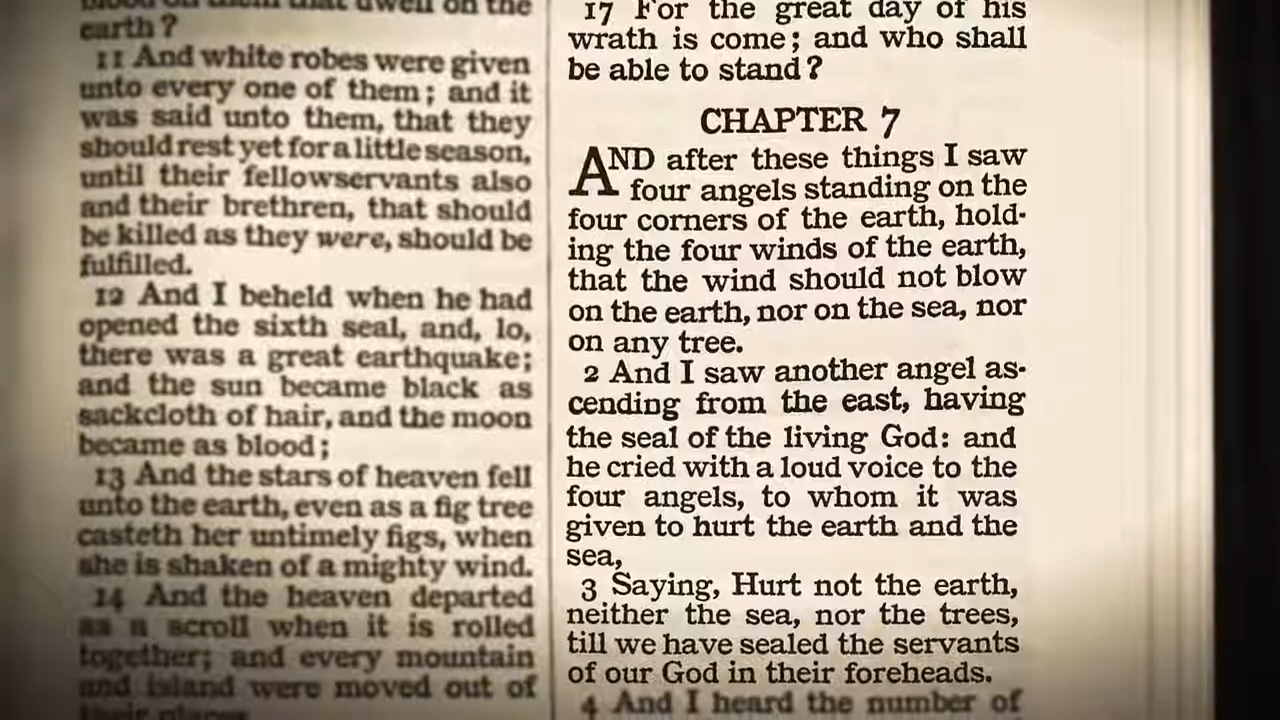 blood on them that dwell on the
earth?
11 And white robes were given
unto every one of them; and it
was said unto them, that they
should rest yet for a little season,
until their fellowservants also
and their brethren, that should
be killed as they were, should be
fulfilled.
12 And I beheld when he had
opened the sixth seal, and, lo,
there was a great earthquake;
and the sun became black as
sackcloth of hair, and the moon
became as blood;
13 And the stars of heaven fell
unto the earth, even as a fig tree
casteth her untimely figs, when
she is shaken of a mighty wind.
14 And the heaven departed
as a scroll when it is rolled
together; and every mountain
and island were moved out of
their places.
17 For the great day of his
wrath is come; and who shall
be able to stand?
CHAPTER 7
AND after these things I saw
four angels standing on the
four corners of the earth, hold-
ing the four winds of the earth,
that the wind should not blow
on the earth, nor on the sea, nor
on any tree.
2 And I saw another angel as-
cending from the east, having
the seal of the living God: and
he cried with a loud voice to the
four angels, to whom it was
given to hurt the earth and the
sea,
3 Saying, Hurt not the earth,
neither the sea, nor the trees,
till we have sealed the servants
of our God in their foreheads.
4 And I heard the number of